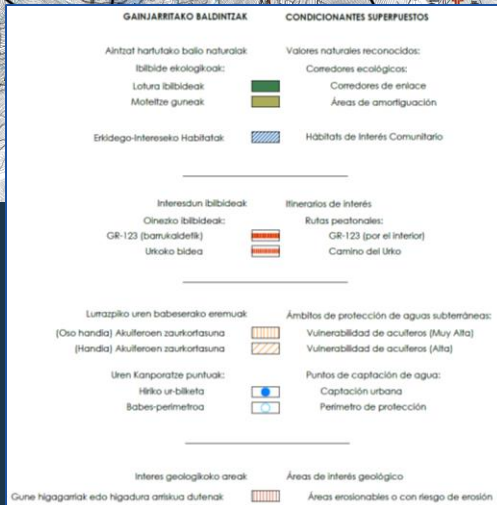 GAINJARRITAKO BALDINTZAK CONDICIONANTES SUPERPUESTOS
Aintzat hartutako balio naturalak Valores naturales reconocidos:
Ibilbide ekologikoak: Corredores ecológicos:
Lotura ibilbideak Corredores de enlace
Moteltze guneak Áreas de amortiguación
Erkidego-Intereseko Habitatak Hábitats de Interés Comunitario
Interesdun ibilbideak Itinerarios de interés
Oinezko ibilbideak: Rutas peatonales:
GR-123 (barrukaldetik) GR-123 (por el interior)
Urkoko bidea Camino del Urko
Lurrazpiko uren babeserako eremuak Ámbitos de protección de aguas subterráneas:
(Oso handia) Akuiferoen zaurkortasuna Vulnerabilidad de acuíferos (Muy Alta)
(Handia) Akuiferoen zaurkortasuna Vulnerabilidad de acuíferos (Alta)
Uren Kanporatze puntuak: Puntos de captación de agua:
Hiriko ur-bilketa Captación urbana
Babes-perimetroa Perímetro de protección
Interes geologikoko areak Áreas de interés geológico
Gune higagarriak edo higadura arriskua dutenak Áreas erosionables o con riesgo de erosión